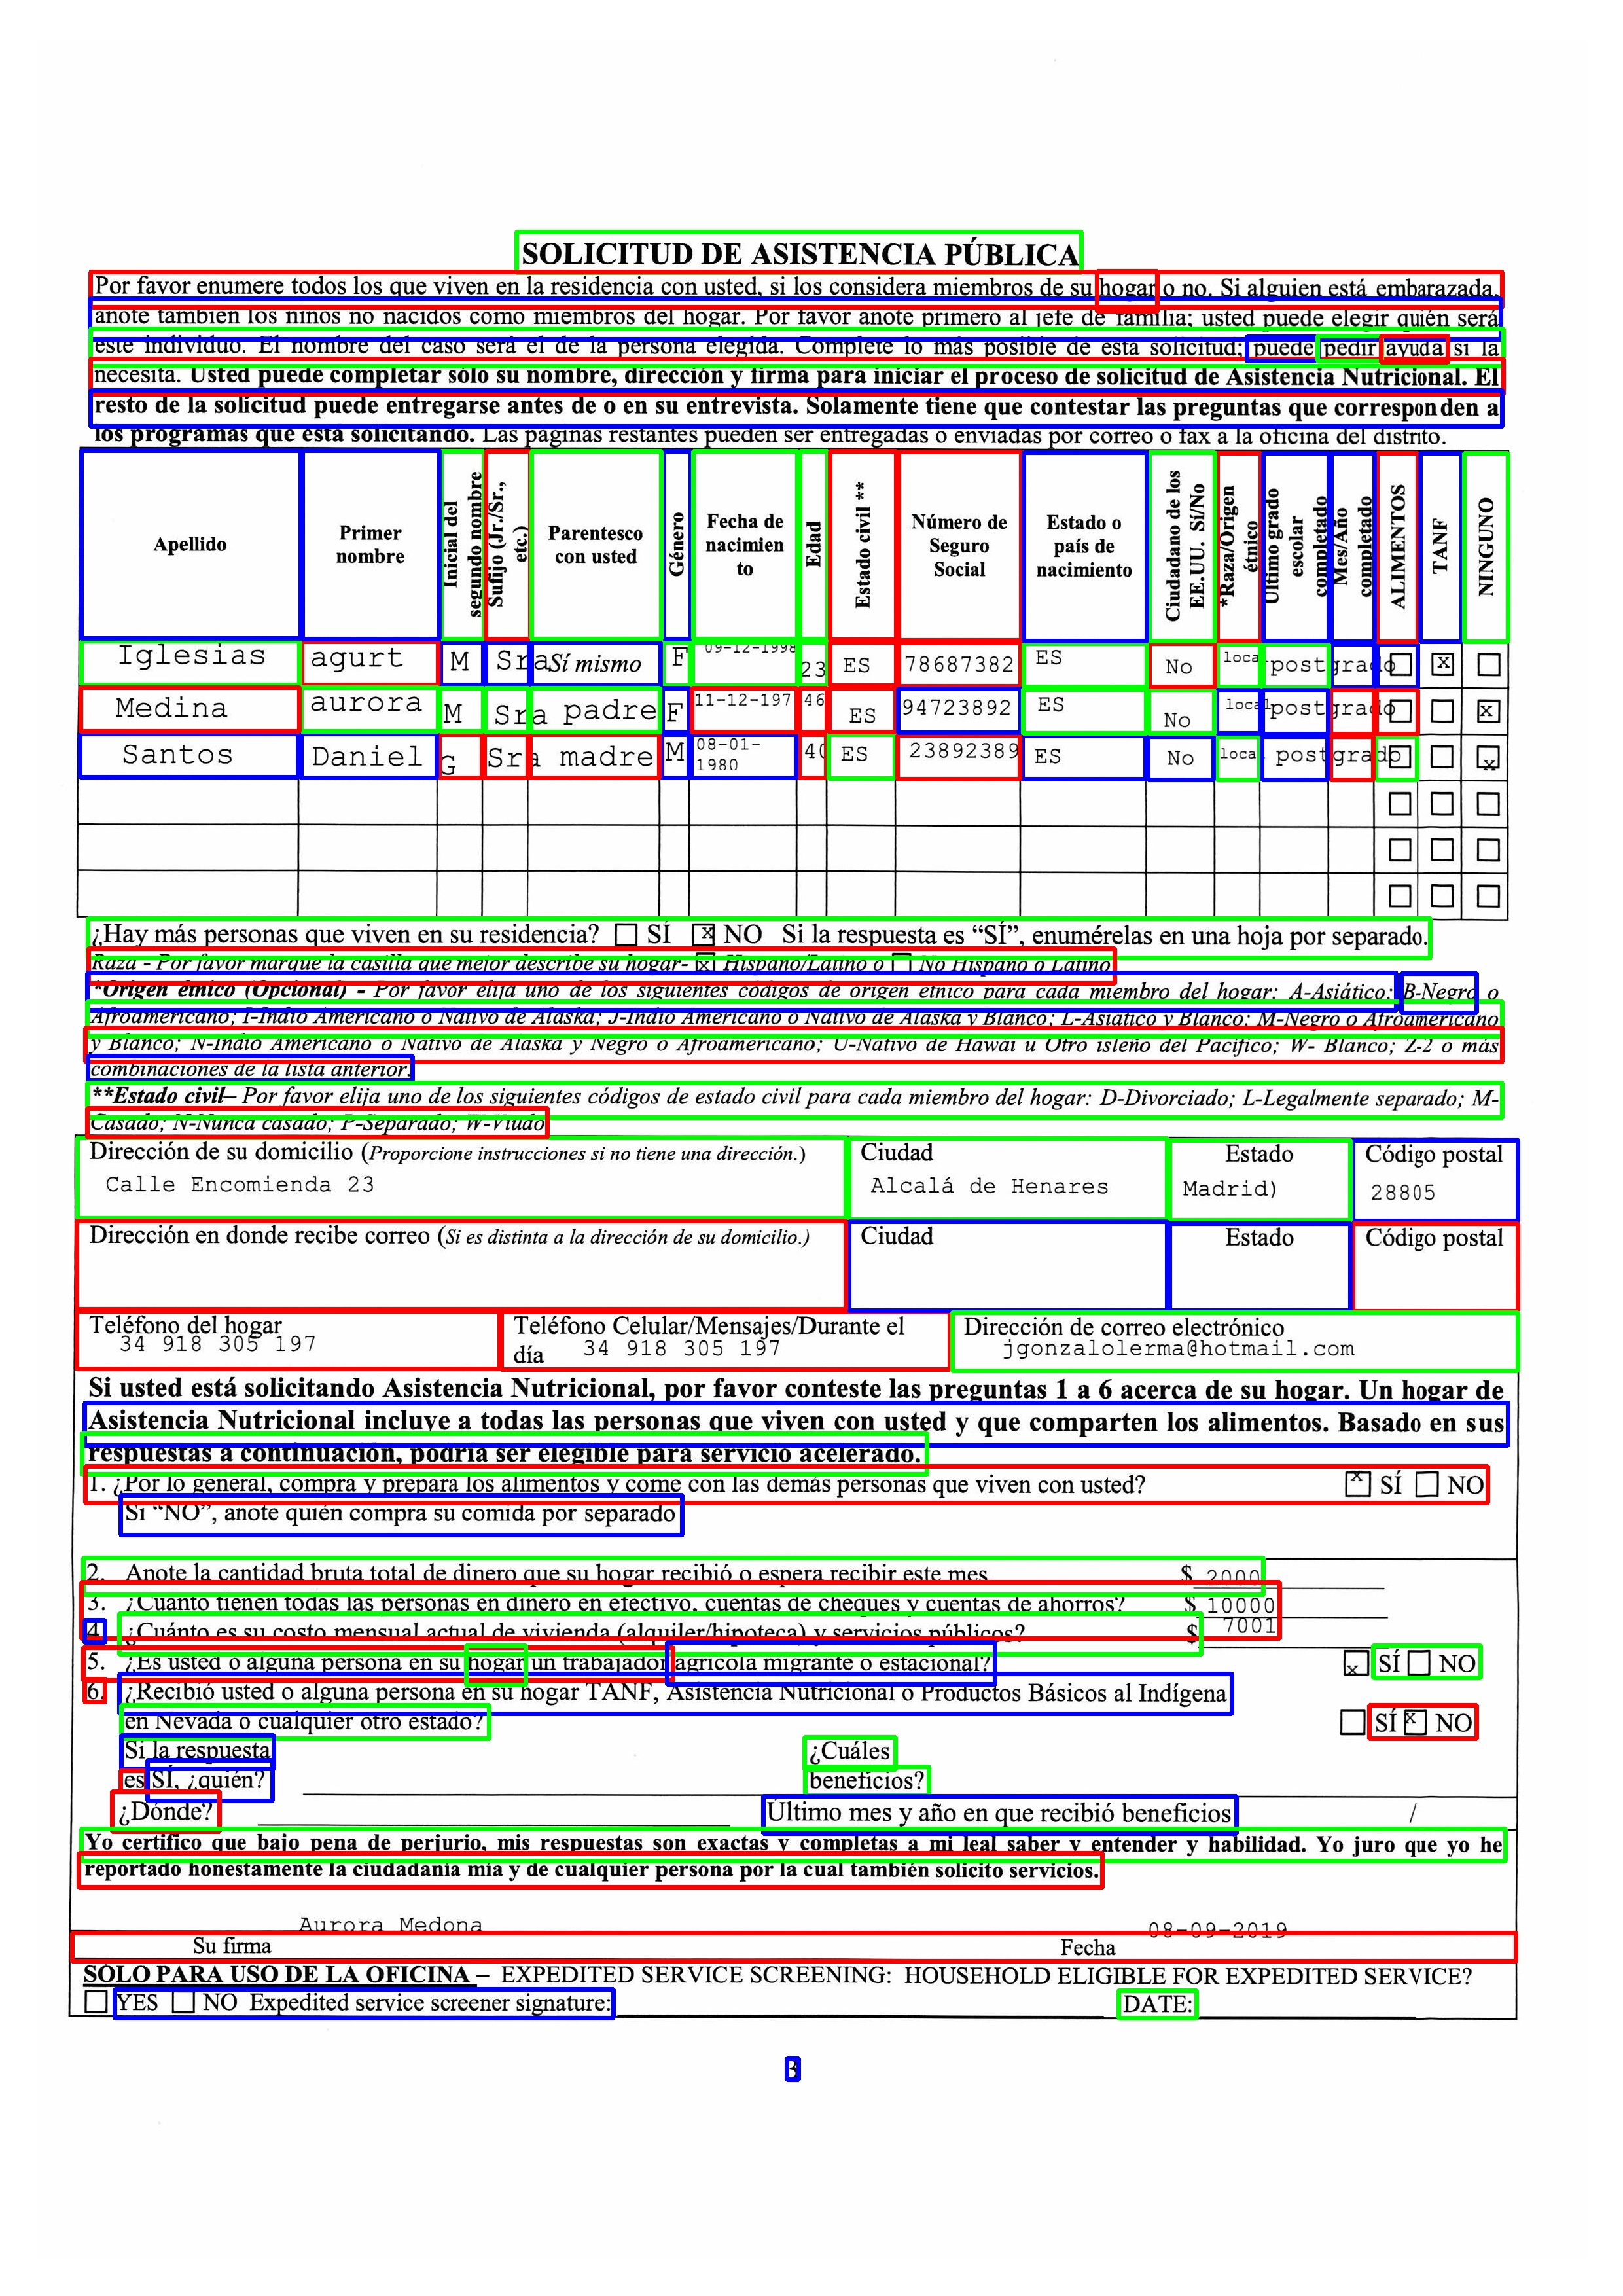 SOLICITUD DE ASISTENCIA PÚBLICA
Por favor enumere todos los que viven en la residencia con usted, si los considera miembros de su hogar o no. Si alguien está embarazada,
anote también los niños no nacidos como miembros del hogar. Por favor anote primero al jefe de familia; usted puede elegir quién será
este individuo. El nombre del caso será el de la persona elegida. Complete lo más posible de esta solicitud; puede pedir ayuda si la
necesita. Usted puede completar sólo su nombre, dirección y firma para iniciar el proceso de solicitud de Asistencia Nutricional. El
resto de la solicitud puede entregarse antes de o en su entrevista. Solamente tiene que contestar las preguntas que corresponden a
los programas que está solicitando. Las páginas restantes pueden ser entregadas o enviadas por correo o fax a la oficina del distrito.
Apellido Primer nombre Inicial del segundo nombre Sufijo (Jr./Sr., etc.) Parentesco con usted Género Fecha de nacimien to Edad Estado civil ** Número de Seguro Social Estado o país de nacimiento Ciudadano de los EE.UU. Sí/No *Raza/Origen étnico Último grado escolar completado Mes/Año completado ALIMENTOS TANF NINGUNO
Iglesias agurt M Sra Sí mismo F 09-12-1998 23 ES 78687382 ES No local postgrado x
Medina aurora M Sra padre F 11-12-197 46 ES 94723892 ES No local postgrado x
Santos Daniel G Sra madre M 08-01-1980 40 ES 23892389 ES No local postgrado x
¿Hay más personas que viven en su residencia? SÍ x NO Si la respuesta es “SÍ”, enumérelas en una hoja por separado.
Raza - Por favor marque la casilla que mejor describe su hogar- x Hispano/Latino o No Hispano o Latino
*Origen étnico (Opcional) - Por favor elija uno de los siguientes códigos de origen étnico para cada miembro del hogar: A-Asiático; B-Negro o
Afroamericano; I-Indio Americano o Nativo de Alaska; J-Indio Americano o Nativo de Alaska y Blanco; L-Asiático y Blanco; M-Negro o Afroamericano
y Blanco; N-Indio Americano o Nativo de Alaska y Negro o Afroamericano; U-Nativo de Hawái u Otro isleño del Pacífico; W- Blanco; Z-2 o más
combinaciones de la lista anterior.
**Estado civil– Por favor elija uno de los siguientes códigos de estado civil para cada miembro del hogar: D-Divorciado; L-Legalmente separado; M-
Casado; N-Nunca casado; P-Separado; W-Viudo
Dirección de su domicilio (Proporcione instrucciones si no tiene una dirección.) Ciudad Estado Código postal
Calle Encomienda 23 Alcalá de Henares Madrid) 28805
Dirección en donde recibe correo (Si es distinta a la dirección de su domicilio.) Ciudad Estado Código postal
Teléfono del hogar Teléfono Celular/Mensajes/Durante el Dirección de correo electrónico
34 918 305 197 día 34 918 305 197 jgonzalolerma@hotmail.com
Si usted está solicitando Asistencia Nutricional, por favor conteste las preguntas 1 a 6 acerca de su hogar. Un hogar de
Asistencia Nutricional incluye a todas las personas que viven con usted y que comparten los alimentos. Basado en sus
respuestas a continuación, podría ser elegible para servicio acelerado.
1. ¿Por lo general, compra y prepara los alimentos y come con las demás personas que viven con usted? x SÍ NO
Si “NO”, anote quién compra su comida por separado
2. Anote la cantidad bruta total de dinero que su hogar recibió o espera recibir este mes $ 2000
3. ¿Cuánto tienen todas las personas en dinero en efectivo, cuentas de cheques y cuentas de ahorros? $ 10000
4. ¿Cuánto es su costo mensual actual de vivienda (alquiler/hipoteca) y servicios públicos? $ 7001
5. ¿Es usted o alguna persona en su hogar un trabajador agrícola migrante o estacional? x SÍ NO
6. ¿Recibió usted o alguna persona en su hogar TANF, Asistencia Nutricional o Productos Básicos al Indígena
en Nevada o cualquier otro estado? SÍ x NO
Si la respuesta ¿Cuáles
es SÍ, ¿quién? beneficios?
¿Dónde? Último mes y año en que recibió beneficios /
Yo certifico que bajo pena de perjurio, mis respuestas son exactas y completas a mi leal saber y entender y habilidad. Yo juro que yo he
reportado honestamente la ciudadanía mía y de cualquier persona por la cual también solicito servicios.
Aurora Medona 08-09-2019
Su firma Fecha
SÓLO PARA USO DE LA OFICINA – EXPEDITED SERVICE SCREENING: HOUSEHOLD ELIGIBLE FOR EXPEDITED SERVICE?
YES NO Expedited service screener signature: DATE:
3